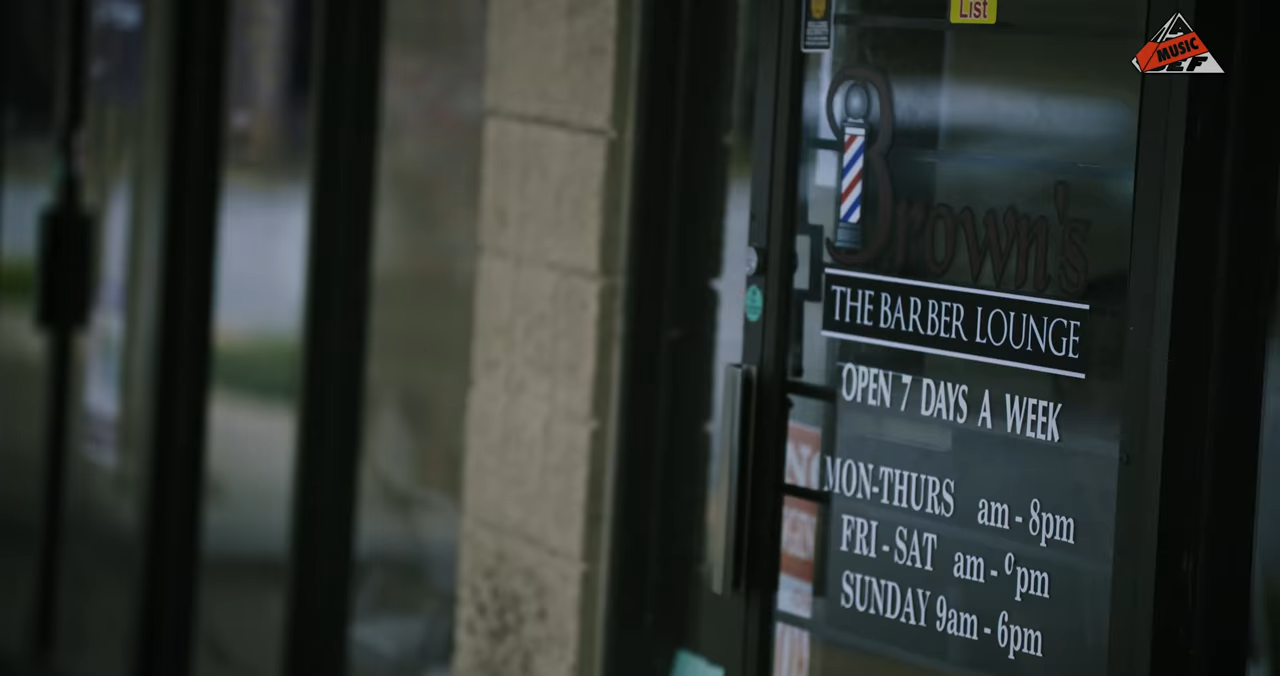 List
MUSIC
Brown's
THE BARBER LOUNGE
OPEN 7 DAYS A WEEK
MON-THURS am - 8pm
FRI - SAT am - pm
SUNDAY 9am - 6pm